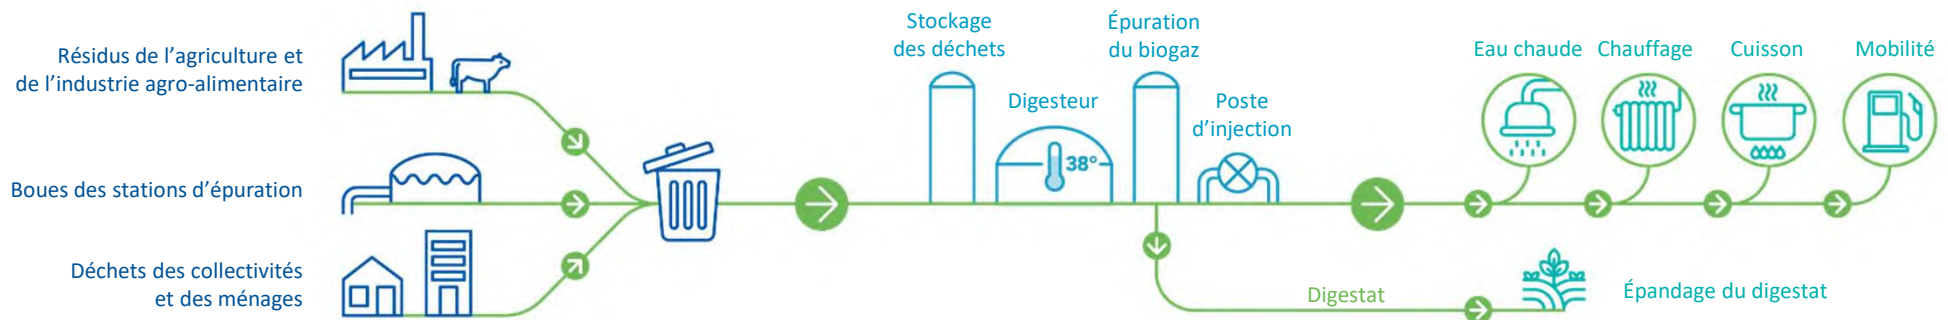 Résidus de l’agriculture et
de l’industrie agro-alimentaire
Boues des stations d’épuration
Déchets des collectivités
et des ménages
Stockage
des déchets
Digesteur
38°
Épuration
du biogaz
Poste
d’injection
Eau chaude
Chauffage
Cuisson
Mobilité
Digestat
Épandage du digestat